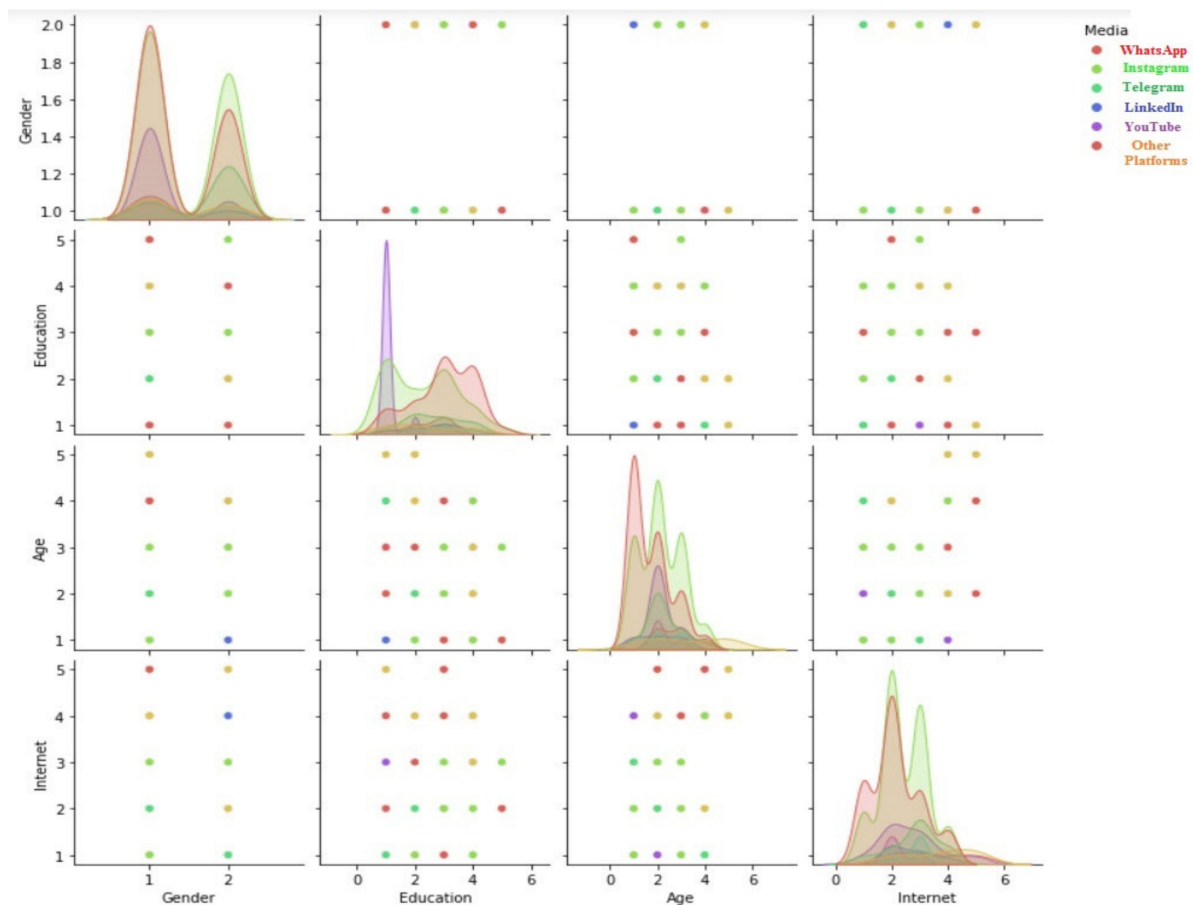 Media
WhatsApp
Instagram
Telegram
LinkedIn
YouTube
Other
Platforms
2.0
1.8
1.6
1.4
1.2
1.0
Gender
5
4
3
2
1
Education
5
4
3
2
1
Age
5
4
3
2
1
Internet
1 2
Gender
0 2 4 6
Education
0 2 4 6
Age
0 2 4 6
Internet